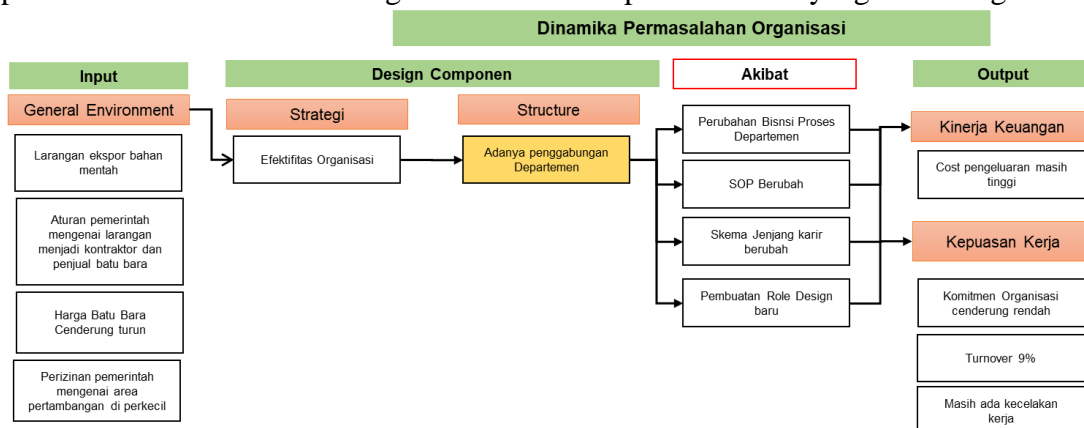 Dinamika Permasalahan Organisasi
Input
Design Componen
Akibat
Output
General Environment
Larangan ekspor bahan
mentah
Aturan pemerintah
mengenai larangan
menjadi kontraktor dan
penjual batu bara
Harga Batu Bara
Cenderung turun
Perizinan pemerintah
mengenai area
pertambangan di perkecil
Strategi
Efektifitas Organisasi
Structure
Adanya penggabungan
Departemen
Perubahan Bisnsi Proses
Departemen
SOP Berubah
Skema Jenjang karir
berubah
Pembuatan Role Design
baru
Kinerja Keuangan
Cost pengeluaran masih
tinggi
Kepuasan Kerja
Komitmen Organisasi
cenderung rendah
Turnover 9%
Masih ada kecelakan
kerja